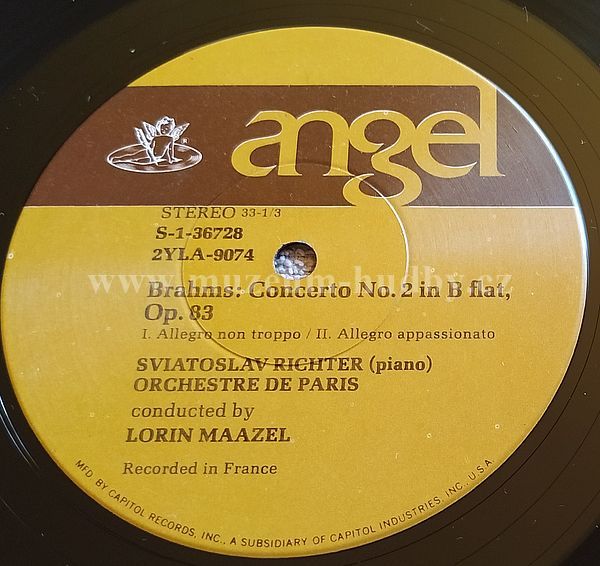 angel
®
STEREO 33-1/3
S-1-36728
2YLA-9074
www.muzeum-hudby.cz
Brahms: Concerto No. 2 in B flat,
Op. 83
I. Allegro non troppo / II. Allegro appassionato
SVIATOSLAV RICHTER (piano)
ORCHESTRE DE PARIS
conducted by
LORIN MAAZEL
Recorded in France
MFD. BY CAPITOL RECORDS, INC., A SUBSIDIARY OF CAPITOL INDUSTRIES, INC., U.S.A.